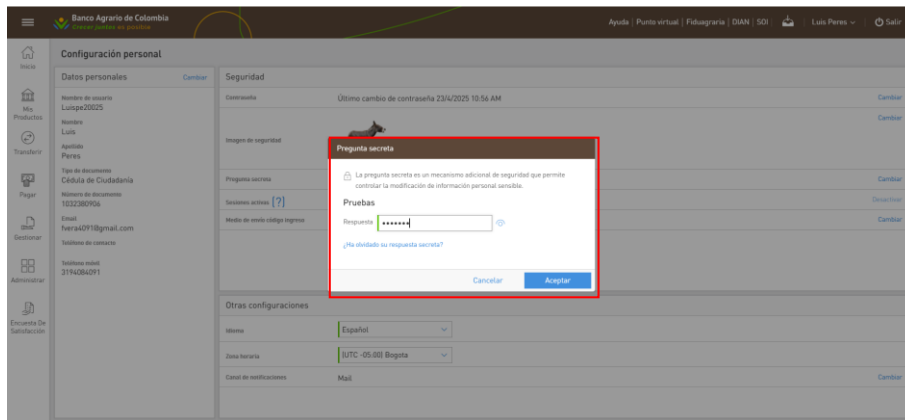 Banco Agrario de Colombia
Crecer juntos es posible
Ayuda | Punto virtual | Fiduagraria | DIAN | SOI
Luis Peres
Salir
Inicio
Mis Productos
Transferir
Pagar
Gestionar
Administrar
Encuesta De Satisfacción
Configuración personal
Datos personales
Cambiar
Nombre de usuario
Luispe20025
Nombre
Luis
Apellido
Peres
Tipo de documento
Cédula de Ciudadanía
Número de documento
1032380906
Email
fvera4091@gmail.com
Teléfono de contacto
Teléfono móvil
3194084091
Seguridad
Contraseña
Último cambio de contraseña 23/4/2025 10:56 AM
Cambiar
Imagen de seguridad
Cambiar
Pregunta secreta
Cambiar
Sesiones activas [?]
Desactivar
Medio de envío código ingreso
Cambiar
Pregunta secreta
La pregunta secreta es un mecanismo adicional de seguridad que permite
controlar la modificación de información personal sensible.
Pruebas
Respuesta •••••••
¿Ha olvidado su respuesta secreta?
Cancelar
Aceptar
Otras configuraciones
Idioma
Español
Zona horaria
(UTC -05:00) Bogota
Canal de notificaciones
Mail
Cambiar